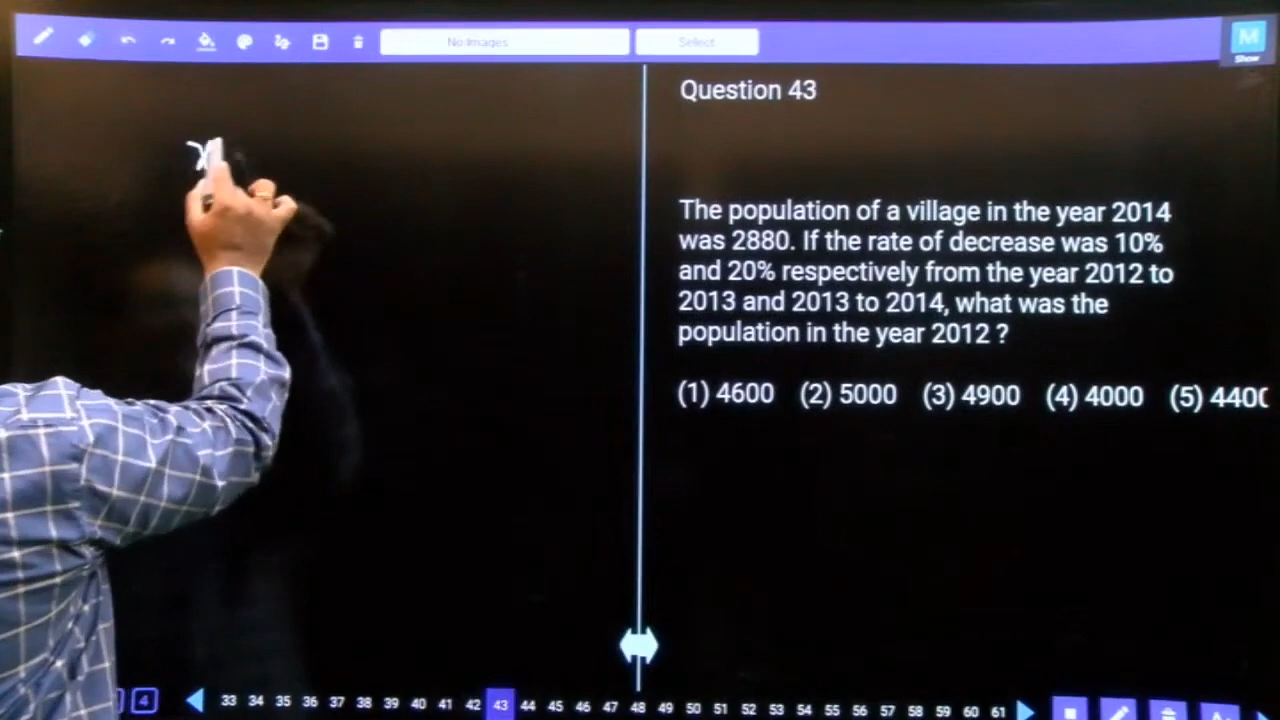 No Images Select
M
Show
Question 43
The population of a village in the year 2014
was 2880. If the rate of decrease was 10%
and 20% respectively from the year 2012 to
2013 and 2013 to 2014, what was the
population in the year 2012 ?
(1) 4600 (2) 5000 (3) 4900 (4) 4000 (5) 4400
4 33 34 35 36 37 38 39 40 41 42 43 44 45 46 47 48 49 50 51 52 53 54 55 56 57 58 59 60 61